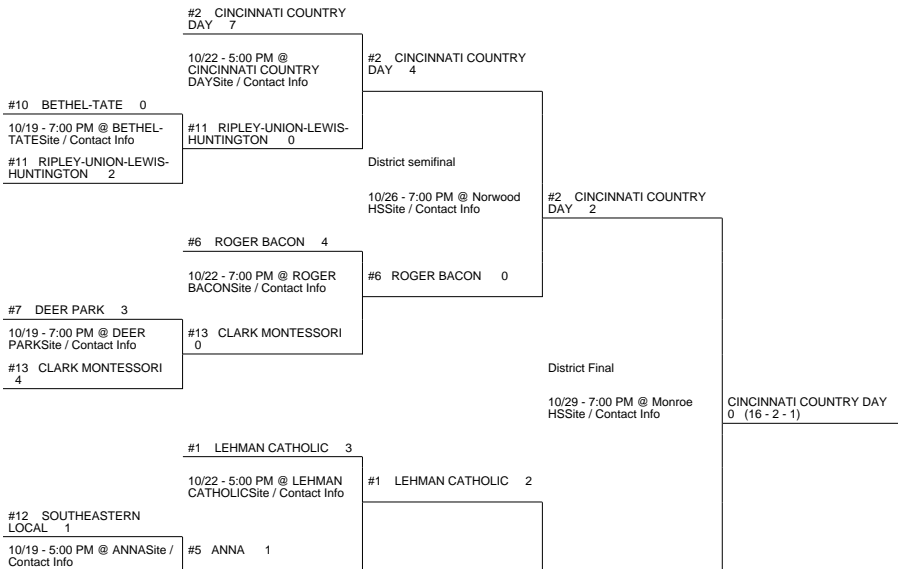 #2 CINCINNATI COUNTRY
DAY 7
10/22 - 5:00 PM @
CINCINNATI COUNTRY
DAYSite / Contact Info
#2 CINCINNATI COUNTRY
DAY 4
#10 BETHEL-TATE 0
10/19 - 7:00 PM @ BETHEL-
TATESite / Contact Info
#11 RIPLEY-UNION-LEWIS-
HUNTINGTON 0
#11 RIPLEY-UNION-LEWIS-
HUNTINGTON 2
District semifinal
10/26 - 7:00 PM @ Norwood
HSSite / Contact Info
#2 CINCINNATI COUNTRY
DAY 2
#6 ROGER BACON 4
10/22 - 7:00 PM @ ROGER
BACONSite / Contact Info
#6 ROGER BACON 0
#7 DEER PARK 3
10/19 - 7:00 PM @ DEER
PARKSite / Contact Info
#13 CLARK MONTESSORI
0
#13 CLARK MONTESSORI
4
District Final
10/29 - 7:00 PM @ Monroe
HSSite / Contact Info
CINCINNATI COUNTRY DAY
0 (16 - 2 - 1)
#1 LEHMAN CATHOLIC 3
10/22 - 5:00 PM @ LEHMAN
CATHOLICSite / Contact Info
#1 LEHMAN CATHOLIC 2
#12 SOUTHEASTERN
LOCAL 1
10/19 - 5:00 PM @ ANNASite /
Contact Info
#5 ANNA 1